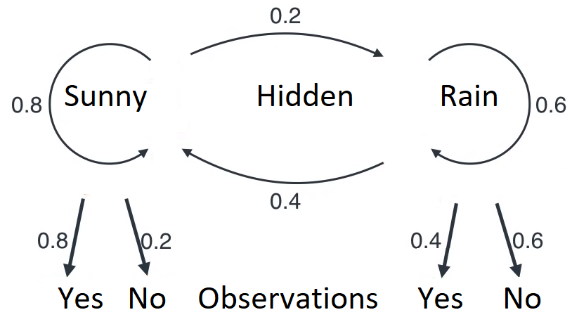 0.2
0.8 Sunny Hidden Rain 0.6
0.4
0.8 0.2 0.4 0.6
Yes No Observations Yes No